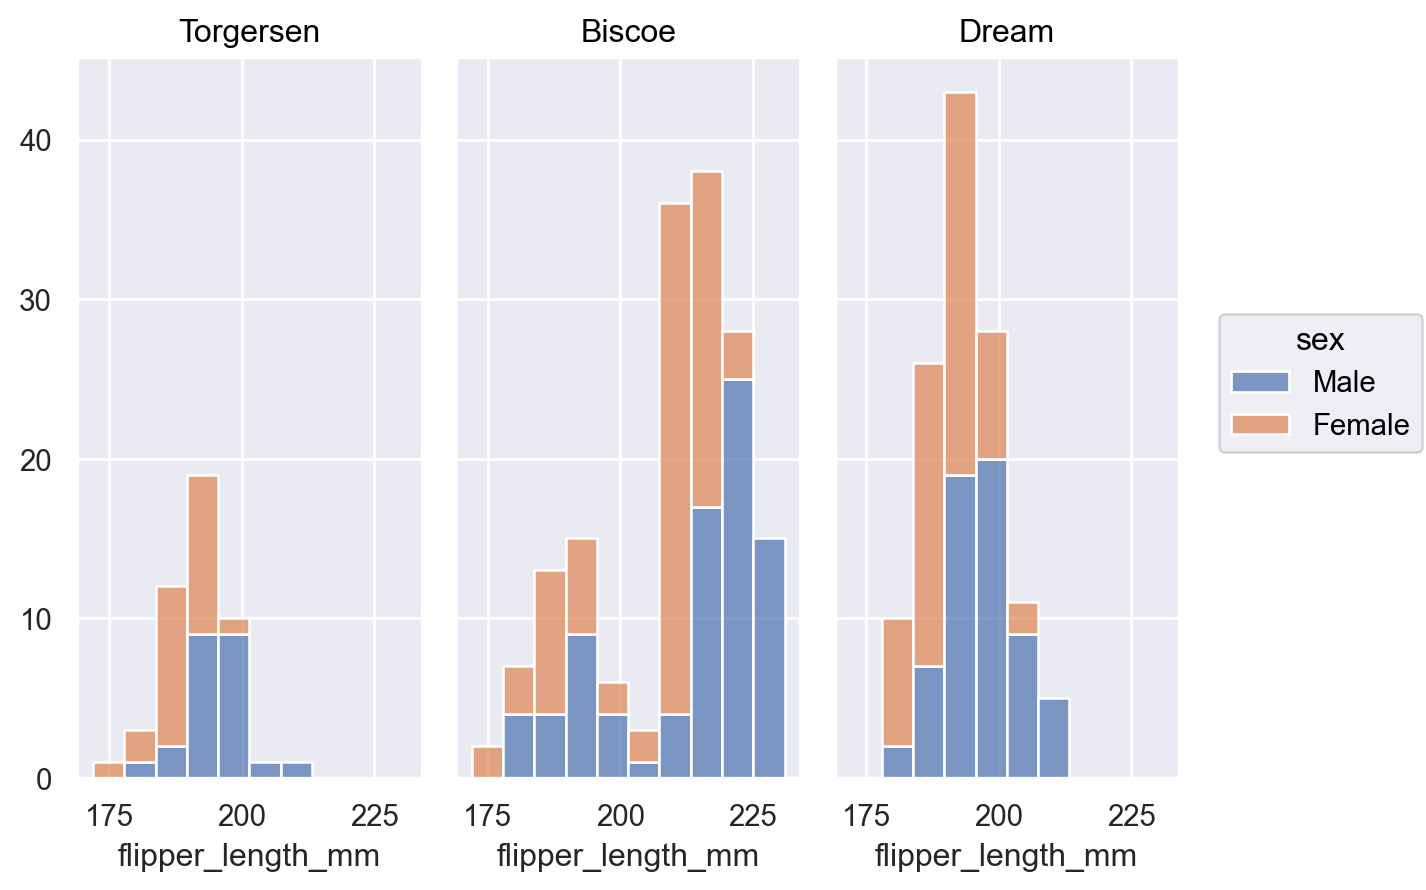 Torgersen
Biscoe
Dream
40
30
20
10
0
175 200 225
175 200 225
175 200 225
flipper_length_mm
flipper_length_mm
flipper_length_mm
sex
Male
Female